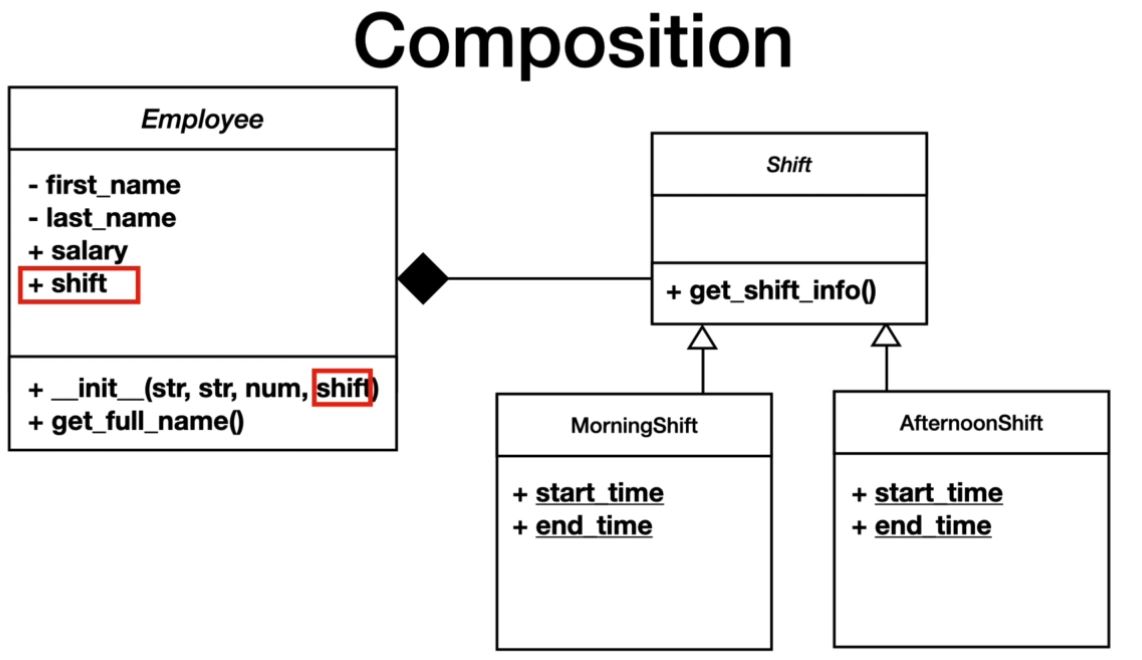 Composition
Employee
- first_name
- last_name
+ salary
+ shift
+ __init__(str, str, num, shift)
+ get_full_name()
Shift
+ get_shift_info()
MorningShift
+ start_time
+ end_time
AfternoonShift
+ start_time
+ end_time